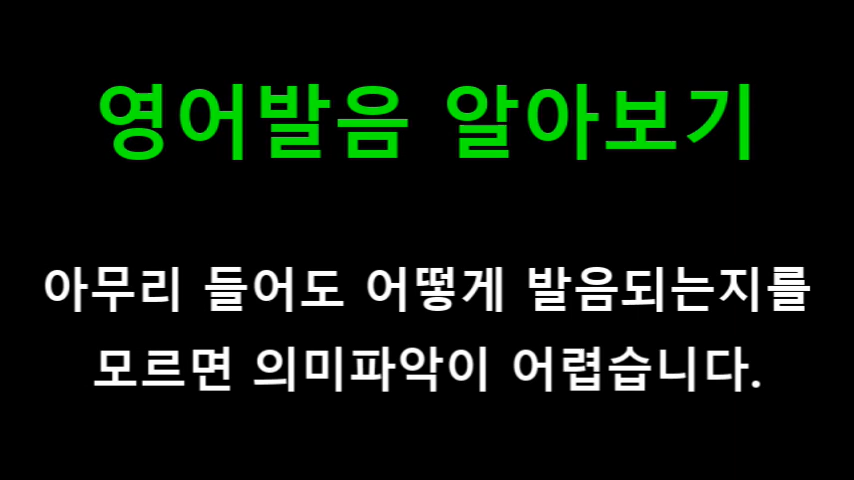 영어발음 알아보기
아무리 들어도 어떻게 발음되는지를
모르면 의미파악이 어렵습니다.